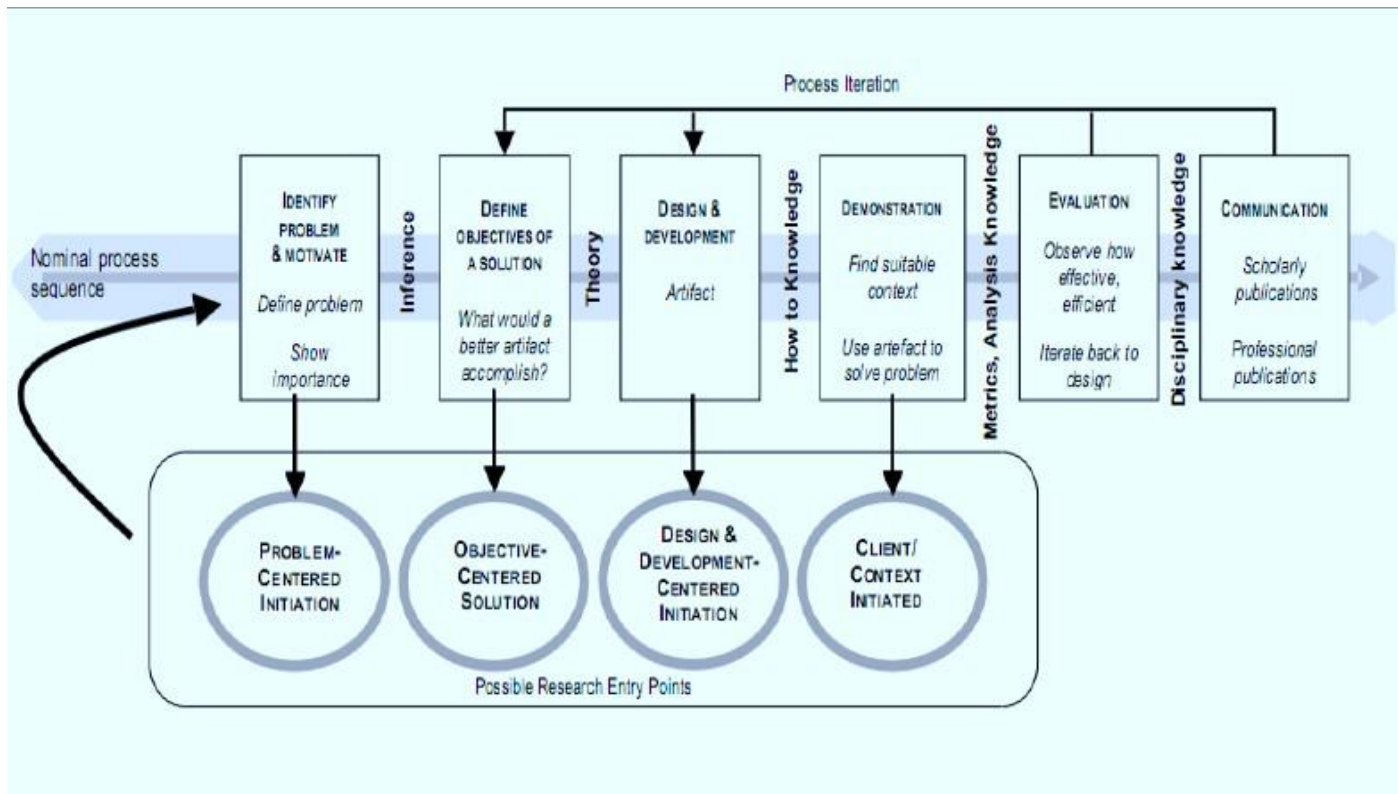 Process Iteration
Nominal process
sequence
IDENTIFY
PROBLEM
& MOTIVATE
Define problem
Show
importance
Inference
DEFINE
OBJECTIVES OF
A SOLUTION
What would a
better artifact
accomplish?
Theory
DESIGN &
DEVELOPMENT
Artifact
How to Knowledge
DEMONSTRATION
Find suitable
context
Use artefact to
solve problem
Metrics, Analysis Knowledge
EVALUATION
Observe how
effective,
efficient
Iterate back to
design
Disciplinary knowledge
COMMUNICATION
Scholarly
publications
Professional
publications
PROBLEM-
CENTERED
INITIATION
OBJECTIVE-
CENTERED
SOLUTION
DESIGN &
DEVELOPMENT-
CENTERED
INITIATION
CLIENT/
CONTEXT
INITIATED
Possible Research Entry Points